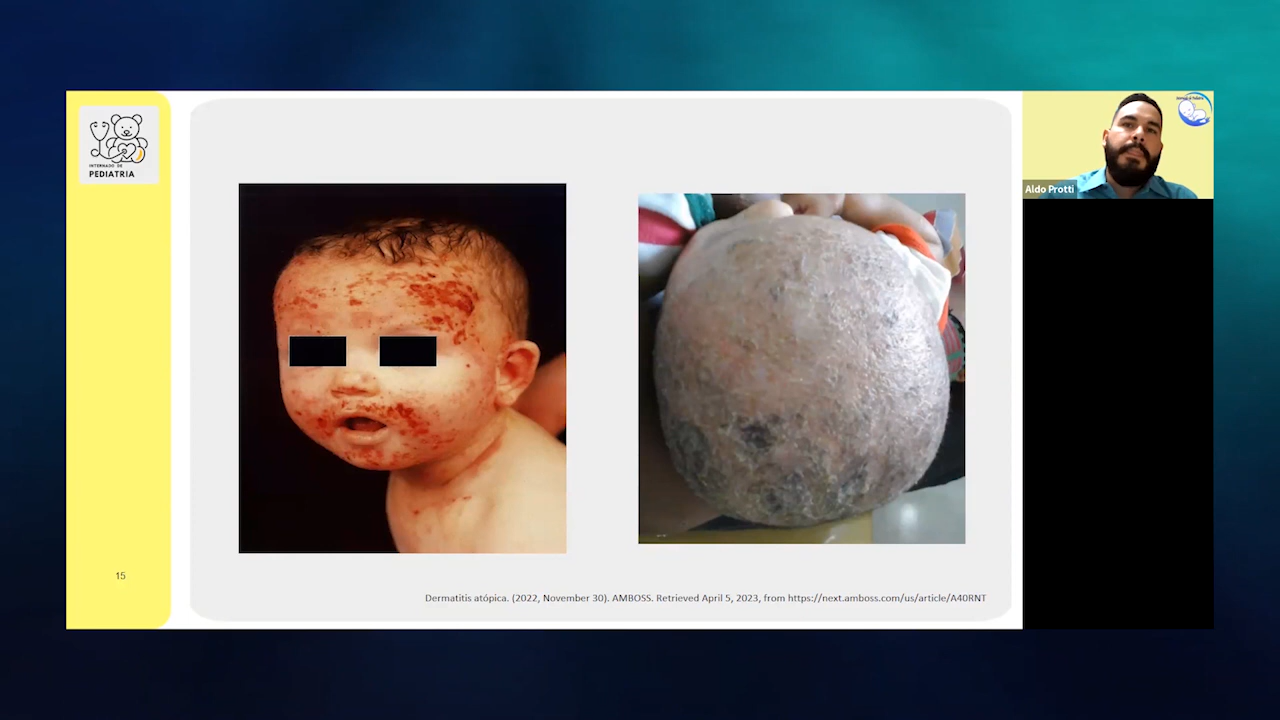 INTERNADO DE
PEDIATRIA
Aldo Protti
15
Dermatitis atópica. (2022, November 30). AMBOSS. Retrieved April 5, 2023, from https://next.amboss.com/us/article/A40RNT